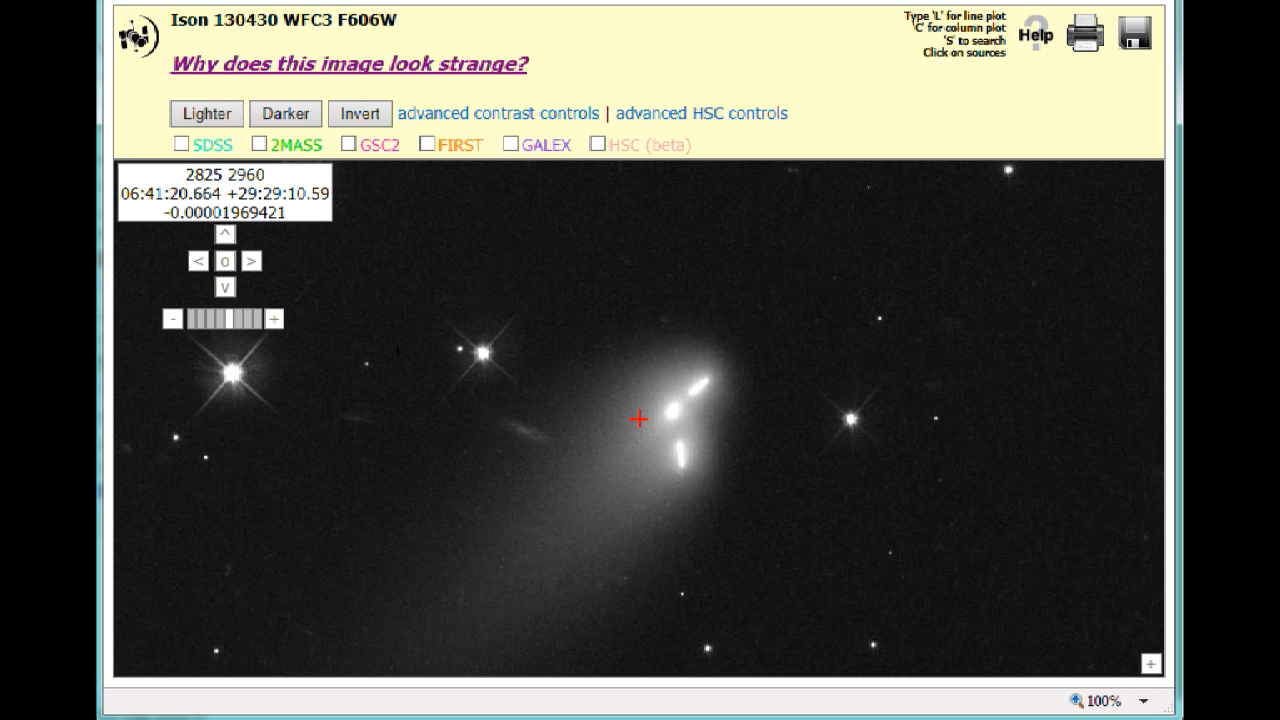 Ison 130430 WFC3 F606W
Type 'L' for line plot
'C' for column plot
'S' to search
Click on sources
Help
Why does this image look strange?
Lighter Darker Invert advanced contrast controls | advanced HSC controls
SDSS 2MASS GSC2 FIRST GALEX HSC (beta)
2825 2960
06:41:20.664 +29:29:10.59
-0.00001969421
^
< o >
v
- +
+
100%